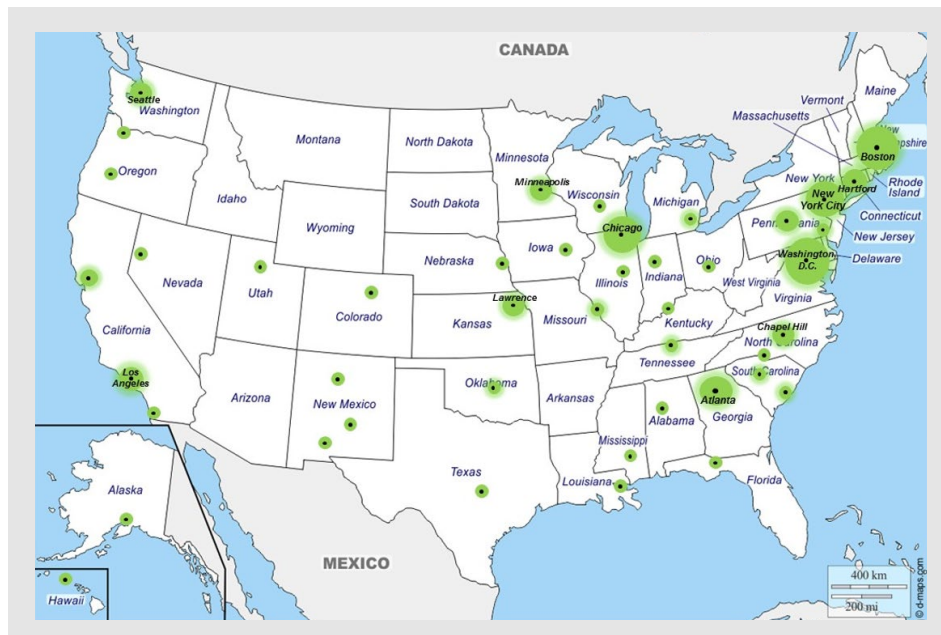 CANADA
Seattle
Washington
Oregon
Montana
Idaho
Wyoming
North Dakota
South Dakota
Nebraska
Minnesota
Minneapolis
Wisconsin
Michigan
Chicago
Iowa
Illinois
Indiana
Ohio
Maine
Vermont
Massachusetts
New
pshire
Boston
New York
Hartford
Rhode
Island
New
York City
Connecticut
New Jersey
Penn ania
Washington
D.C.
Delaware
West Virginia
Virginia
Nevada
Utah
Colorado
Kansas
Lawrence
Missouri
Kentucky
Chapel Hill
North Carolina
Tennessee
South Carolina
California
Los
Angeles
Arizona
New Mexico
Oklahoma
Arkansas
Atlanta
Georgia
Alabama
Mississippi
Louisiana
Texas
Florida
Alaska
Hawaii
MEXICO
400 km
200 mi
© d-maps.com